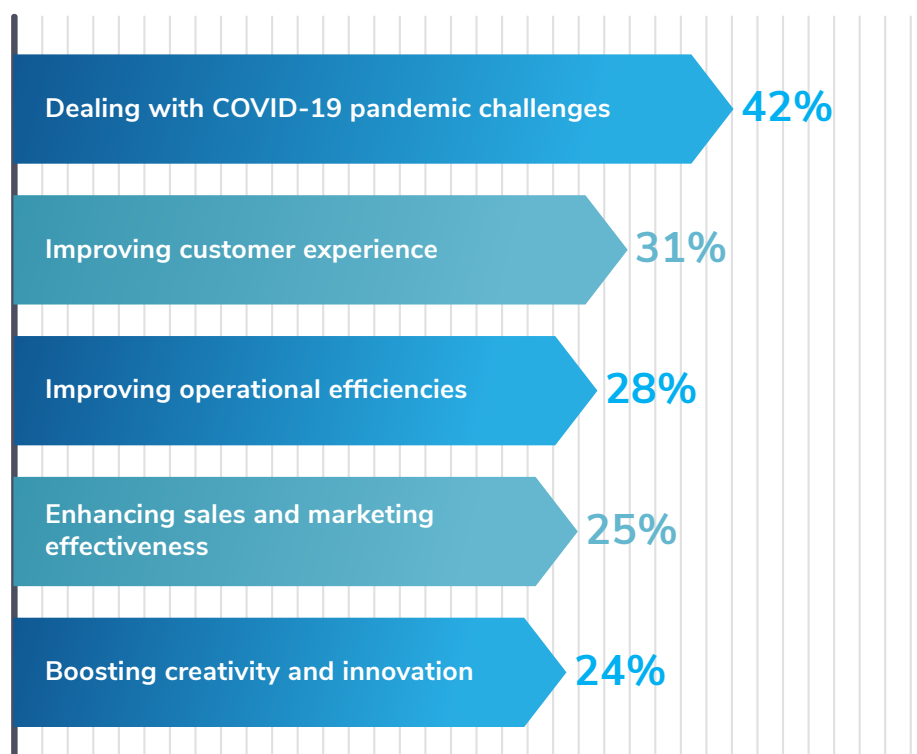 Dealing with COVID-19 pandemic challenges 42%
Improving customer experience 31%
Improving operational efficiencies 28%
Enhancing sales and marketing
effectiveness 25%
Boosting creativity and innovation 24%